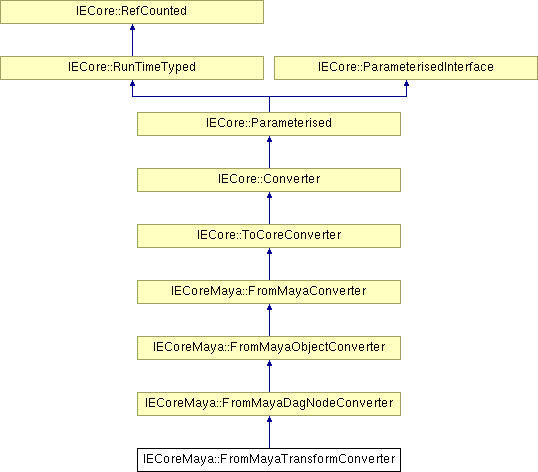 IECore::RefCounted
IECore::RunTimeTyped
IECore::ParameterisedInterface
IECore::Parameterised
IECore::Converter
IECore::ToCoreConverter
IECoreMaya::FromMayaConverter
IECoreMaya::FromMayaObjectConverter
IECoreMaya::FromMayaDagNodeConverter
IECoreMaya::FromMayaTransformConverter